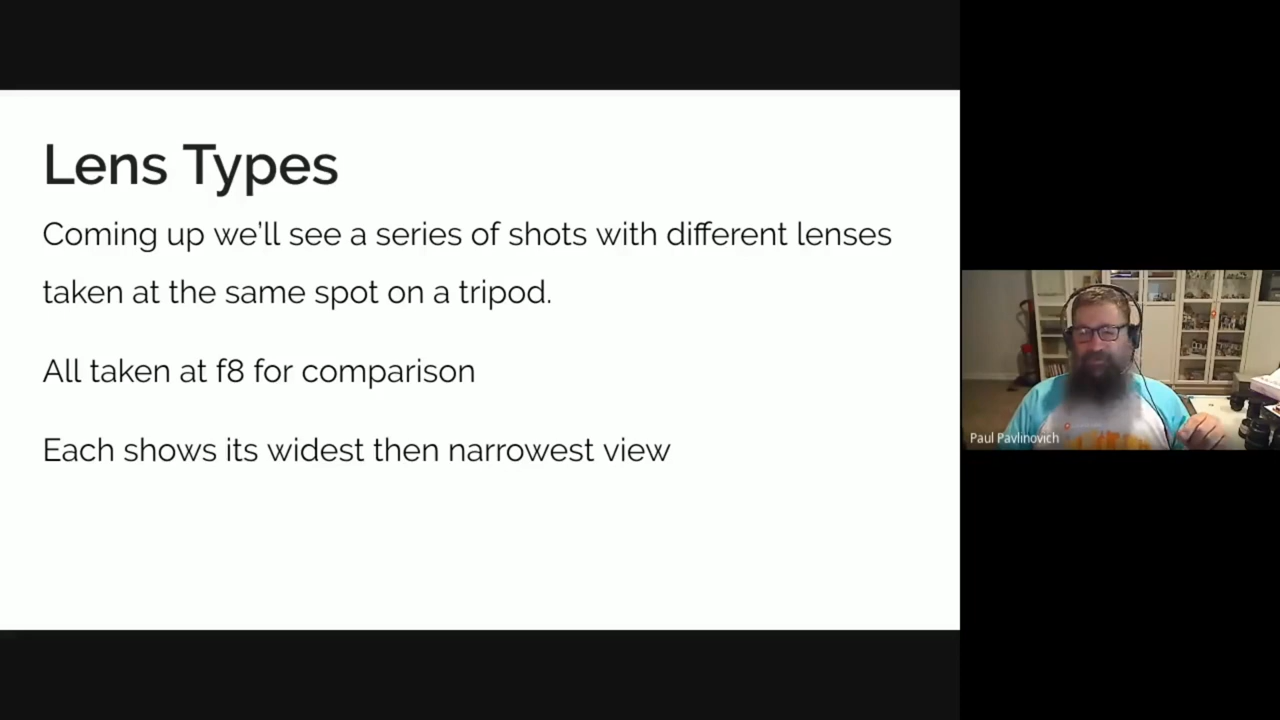 Lens Types
Coming up we'll see a series of shots with different lenses
taken at the same spot on a tripod.
All taken at f8 for comparison
Each shows its widest then narrowest view
Paul Pavlinovich